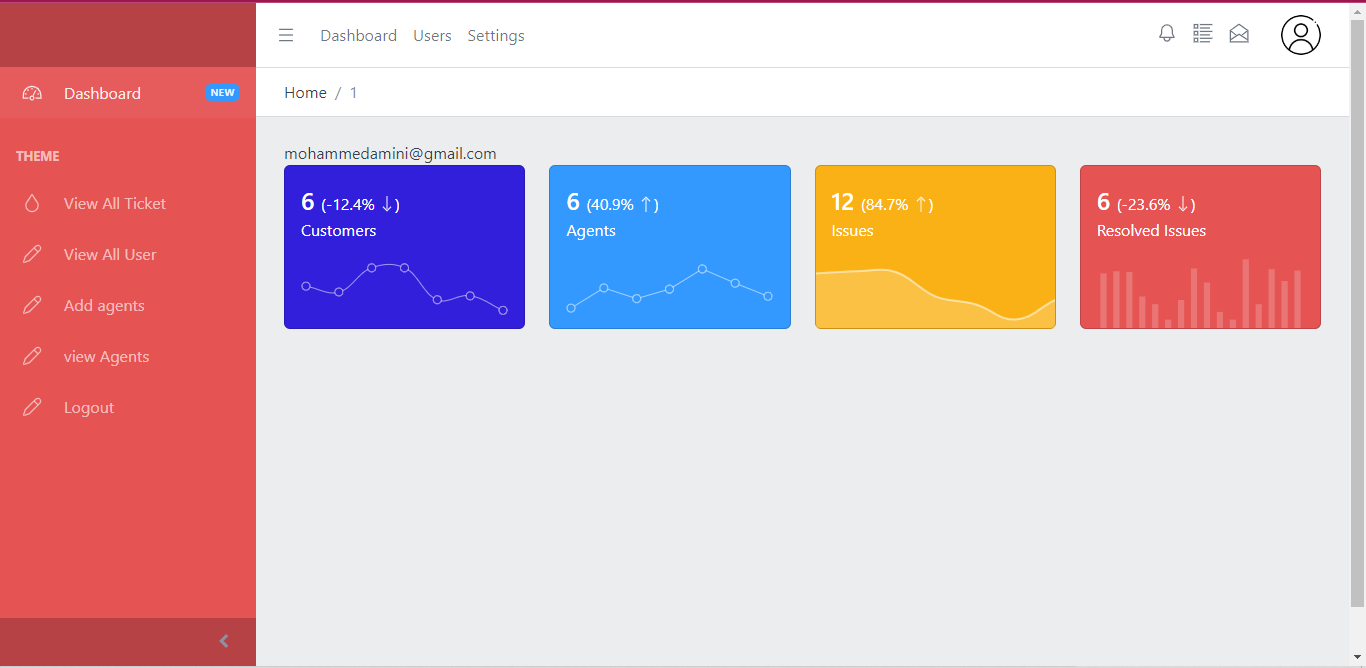 Dashboard Users Settings
Dashboard NEW
Home / 1
THEME
View All Ticket
View All User
Add agents
view Agents
Logout
mohammedamini@gmail.com
6 (-12.4% ↓)
Customers
6 (40.9% ↑)
Agents
12 (84.7% ↑)
Issues
6 (-23.6% ↓)
Resolved Issues